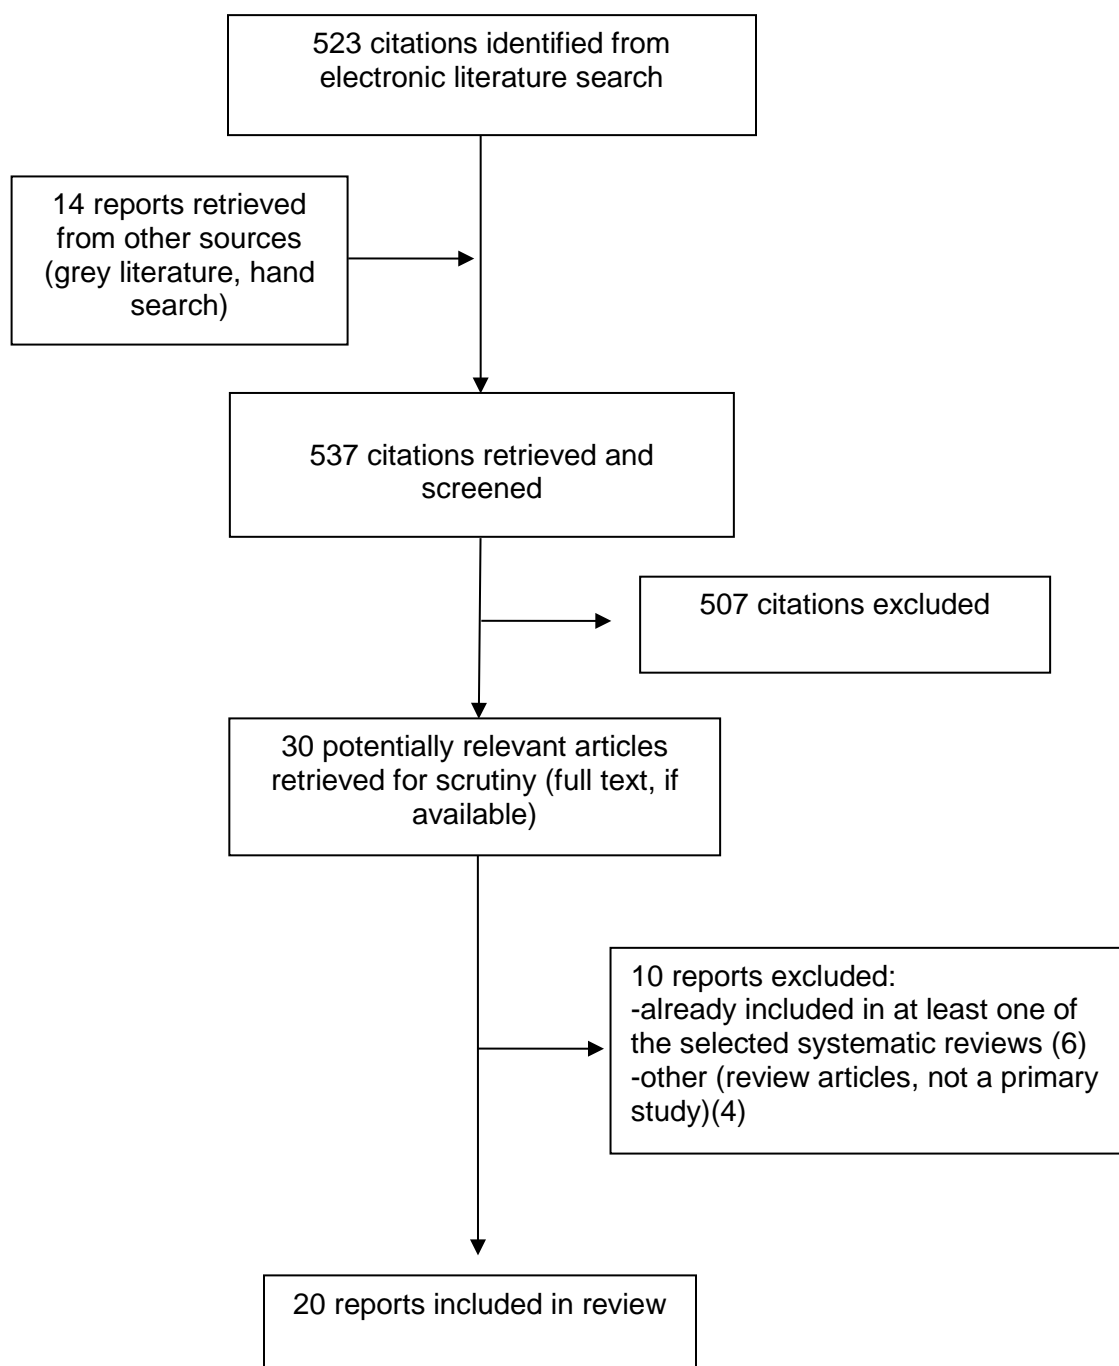 523 citations identified from
electronic literature search
14 reports retrieved
from other sources
(grey literature, hand
search)
537 citations retrieved and
screened
507 citations excluded
30 potentially relevant articles
retrieved for scrutiny (full text, if
available)
10 reports excluded:
-already included in at least one of
the selected systematic reviews (6)
-other (review articles, not a primary
study)(4)
20 reports included in review